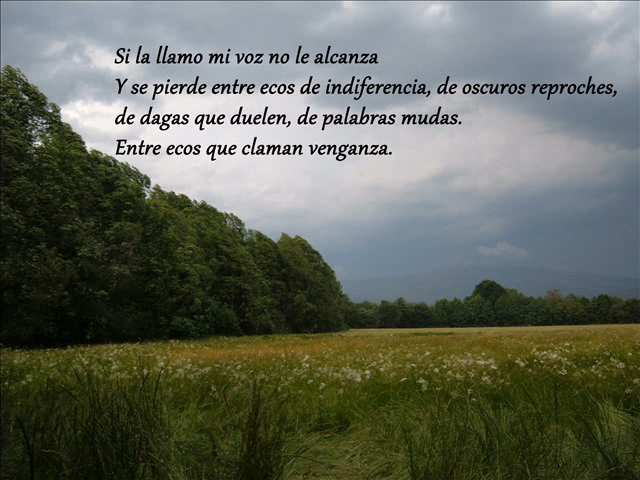 Si la llamo mi voz no le alcanza
Y se pierde entre ecos de indiferencia, de oscuros reproches,
de dagas que duelen, de palabras mudas.
Entre ecos que claman venganza.